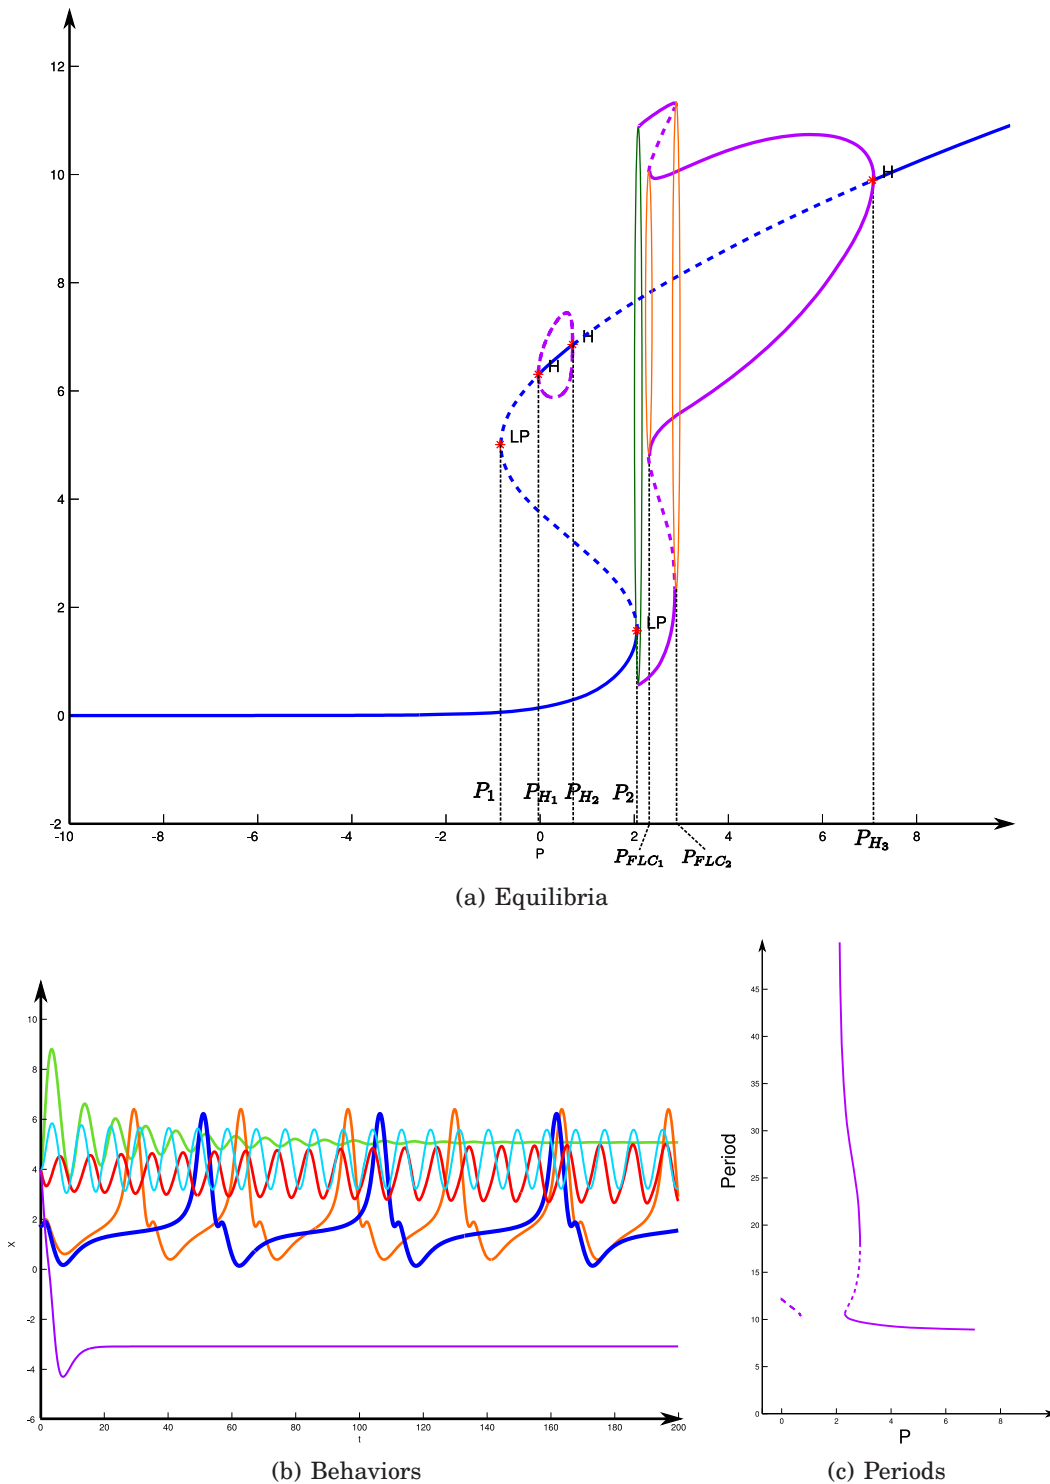 12
10
8
6
4
2
0
-2
H
H
H
LP
LP
P1 PH1 PH2 P2
-10 -8 -6 -4 -2 0 2 4 6 8
P
PFLC1 PFLC2 PH3
(a) Equilibria
10
8
6
4
2
0
-2
-4
-6
x
0 20 40 60 80 100 120 140 160 180 200
t
(b) Behaviors
45
40
35
30
25
20
15
10
5
0
Period
0 2 4 6 8
P
(c) Periods